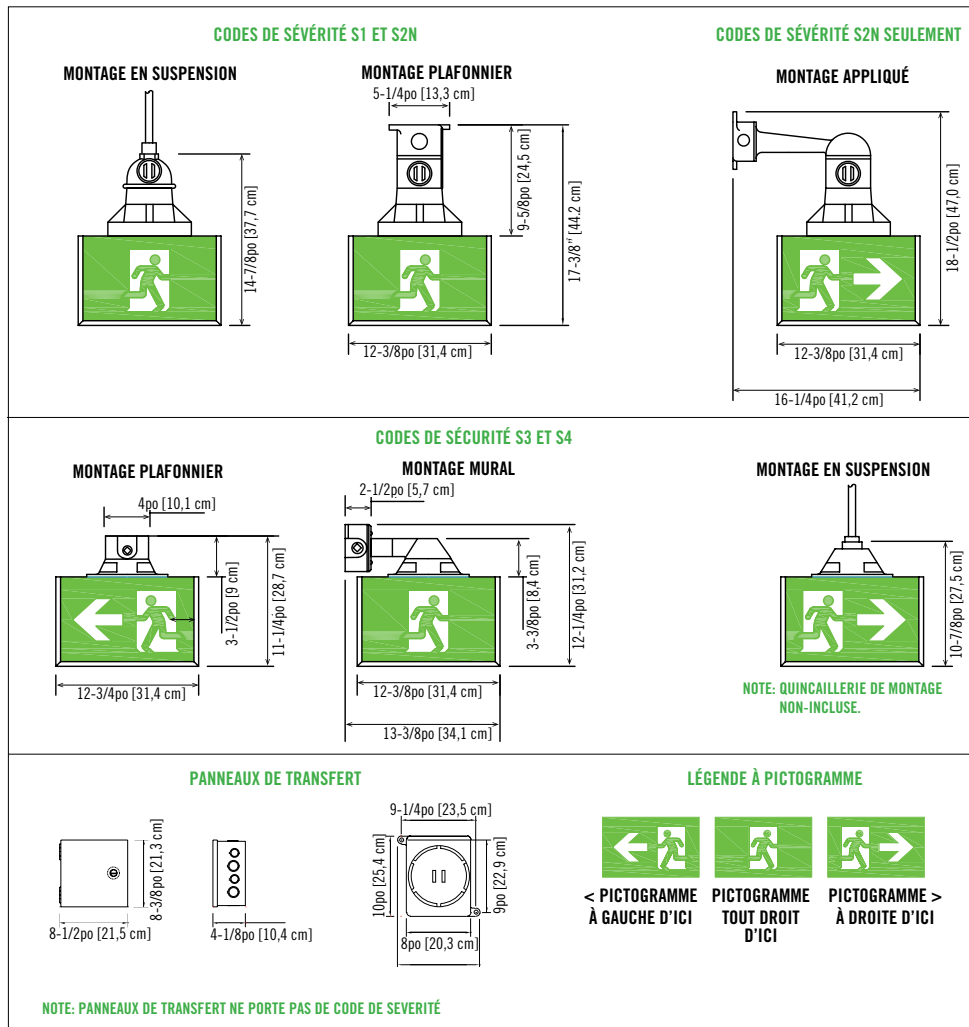 CODES DE SÉVÉRITÉ S1 ET S2N
CODES DE SÉVÉRITÉ S2N SEULEMENT
MONTAGE EN SUSPENSION
14-7/8po [37,7 cm]
MONTAGE PLAFONNIER
5-1/4po [13,3 cm]
9-5/8po [24,5 cm]
17-3/8" [44.2 cm]
12-3/8po [31,4 cm]
MONTAGE APPLIQUÉ
18-1/2po [47,0 cm]
12-3/8po [31,4 cm]
16-1/4po [41,2 cm]
CODES DE SÉCURITÉ S3 ET S4
MONTAGE PLAFONNIER
4po [10,1 cm]
3-1/2po [9 cm]
11-1/4po [28,7 cm]
12-3/4po [31,4 cm]
MONTAGE MURAL
2-1/2po [5,7 cm]
3-3/8po [8,4 cm]
12-1/4po [31,2 cm]
12-3/8po [31,4 cm]
13-3/8po [34,1 cm]
MONTAGE EN SUSPENSION
10-7/8po [27,5 cm]
NOTE: QUINCAILLERIE DE MONTAGE
NON-INCLUSE.
PANNEAUX DE TRANSFERT
8-3/8po [21,3 cm]
8-1/2po [21,5 cm]
4-1/8po [10,4 cm]
9-1/4po [23,5 cm]
10po [25,4 cm]
9po [22,9 cm]
8po [20,3 cm]
NOTE: PANNEAUX DE TRANSFERT NE PORTE PAS DE CODE DE SEVERITÉ
LÉGENDE À PICTOGRAMME
< PICTOGRAMME
À GAUCHE D'ICI
PICTOGRAMME
TOUT DROIT
D'ICI
PICTOGRAMME >
À DROITE D'ICI